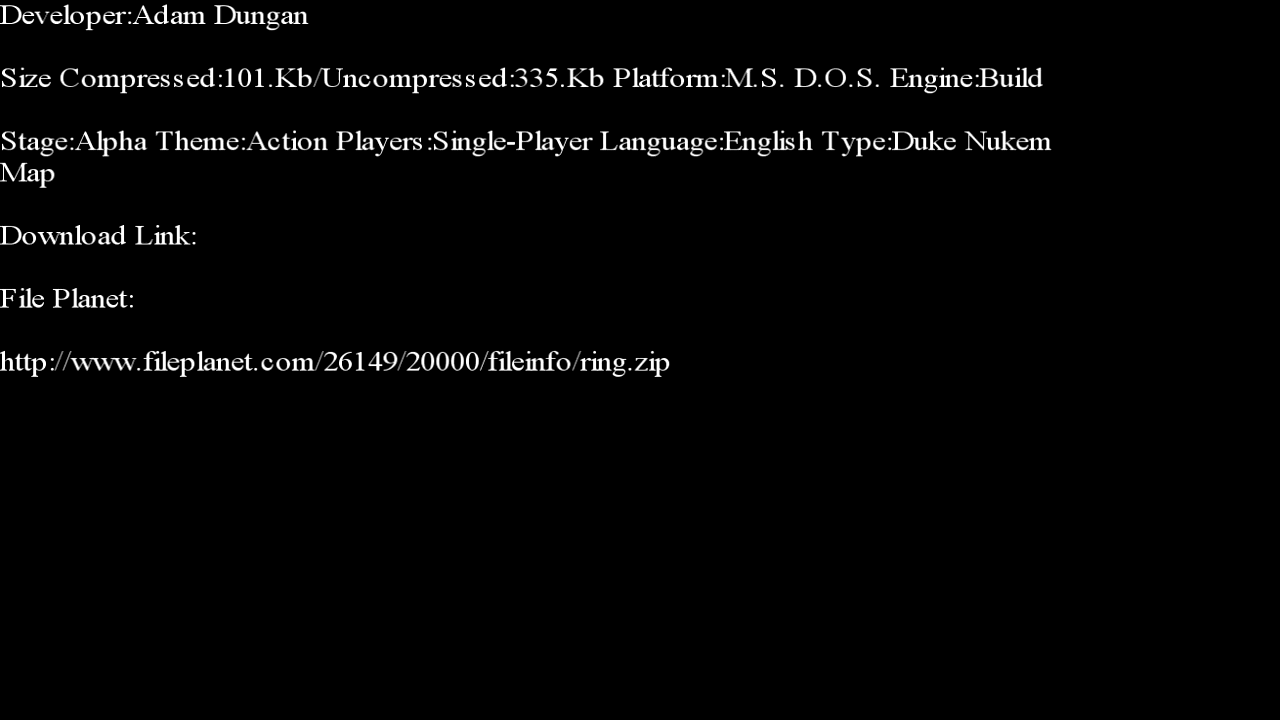 Developer:Adam Dungan
Size Compressed:101.Kb/Uncompressed:335.Kb Platform:M.S. D.O.S. Engine:Build
Stage:Alpha Theme:Action Players:Single-Player Language:English Type:Duke Nukem
Map
Download Link:
File Planet:
http://www.fileplanet.com/26149/20000/fileinfo/ring.zip